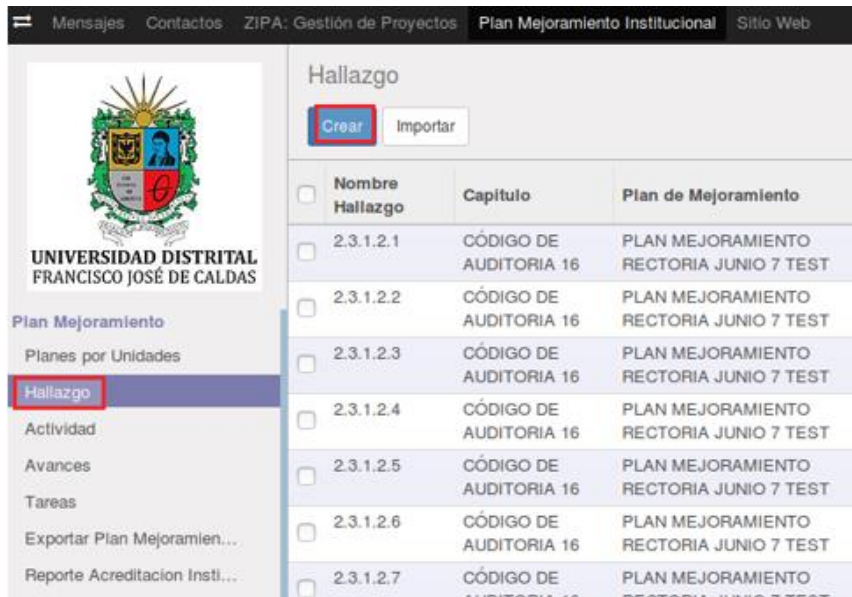 Mensajes Contactos ZIPA: Gestión de Proyectos Plan Mejoramiento Institucional Sitio Web
UNIVERSIDAD DISTRITAL
FRANCISCO JOSÉ DE CALDAS
Plan Mejoramiento
Planes por Unidades
Hallazgo
Actividad
Avances
Tareas
Exportar Plan Mejoramien...
Reporte Acreditacion Insti...
Hallazgo
Crear Importar
Nombre Hallazgo Capitulo Plan de Mejoramiento
2.3.1.2.1 CÓDIGO DE PLAN MEJORAMIENTO
AUDITORIA 16 RECTORIA JUNIO 7 TEST
2.3.1.2.2 CÓDIGO DE PLAN MEJORAMIENTO
AUDITORIA 16 RECTORIA JUNIO 7 TEST
2.3.1.2.3 CÓDIGO DE PLAN MEJORAMIENTO
AUDITORIA 16 RECTORIA JUNIO 7 TEST
2.3.1.2.4 CÓDIGO DE PLAN MEJORAMIENTO
AUDITORIA 16 RECTORIA JUNIO 7 TEST
2.3.1.2.5 CÓDIGO DE PLAN MEJORAMIENTO
AUDITORIA 16 RECTORIA JUNIO 7 TEST
2.3.1.2.6 CÓDIGO DE PLAN MEJORAMIENTO
AUDITORIA 16 RECTORIA JUNIO 7 TEST
2.3.1.2.7 CÓDIGO DE PLAN MEJORAMIENTO